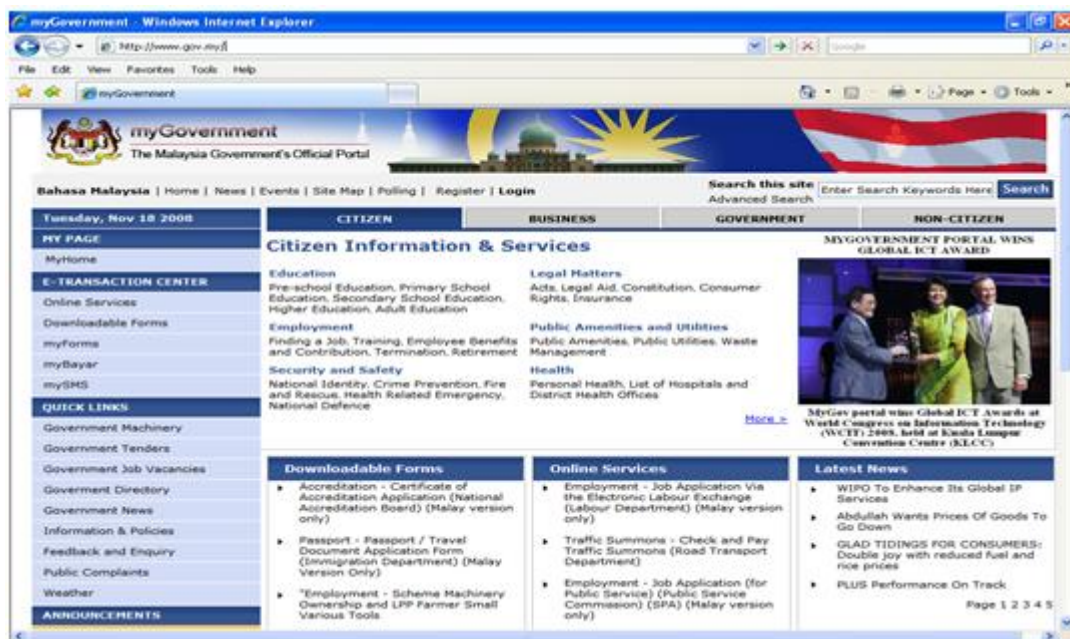 myGovernment - Windows Internet Explorer
http://www.gov.my/
Google
File Edit View Favorites Tools Help
myGovernment
Page Tools
myGovernment
The Malaysia Government's Official Portal
Bahasa Malaysia | Home | News | Events | Site Map | Polling | Register | Login
Search this site
Enter Search Keywords Here
Search
Advanced Search
Tuesday, Nov 18 2008
CITIZEN
BUSINESS
GOVERNMENT
NON-CITIZEN
MY PAGE
MyHome
E-TRANSACTION CENTER
Online Services
Downloadable Forms
myForms
myBayar
mySMS
QUICK LINKS
Government Machinery
Government Tenders
Government Job Vacancies
Goverment Directory
Government News
Information & Policies
Feedback and Enquiry
Public Complaints
Weather
ANNOUNCEMENTS
Citizen Information & Services
Education
Pre-school Education, Primary School
Education, Secondary School Education,
Higher Education, Adult Education
Employment
Finding a Job, Training, Employee Benefits
and Contribution, Termination, Retirement
Security and Safety
National Identity, Crime Prevention, Fire
and Rescue, Health Related Emergency,
National Defence
Legal Matters
Acts, Legal Aid, Constitution, Consumer
Rights, Insurance
Public Amenities and Utilities
Public Amenities, Public Utilities, Waste
Management
Health
Personal Health, List of Hospitals and
District Health Offices
More »
MYGOVERNMENT PORTAL WINS
GLOBAL ICT AWARD
MyGov portal wins Global ICT Awards at
World Congress on Information Technology
(WCIT) 2008, held at Kuala Lumpur
Convention Centre (KLCC)
Downloadable Forms
Accreditation - Certificate of
Accreditation Application (National
Accreditation Board) (Malay version
only)
Passport - Passport / Travel
Document Application Form
(Immigration Department) (Malay
Version Only)
"Employment - Scheme Machinery
Ownership and LPP Farmer Small
Various Tools
Online Services
Employment - Job Application Via
the Electronic Labour Exchange
(Labour Department) (Malay version
only)
Traffic Summons - Check and Pay
Traffic Summons (Road Transport
Department)
Employment - Job Application (for
Public Service) (Public Service
Commission) (SPA) (Malay version
only)
Latest News
WIPO To Enhance Its Global IP
Services
Abdullah Wants Prices Of Goods To
Go Down
GLAD TIDINGS FOR CONSUMERS:
Double joy with reduced fuel and
rice prices
PLUS Performance On Track
Page 1 2 3 4 5